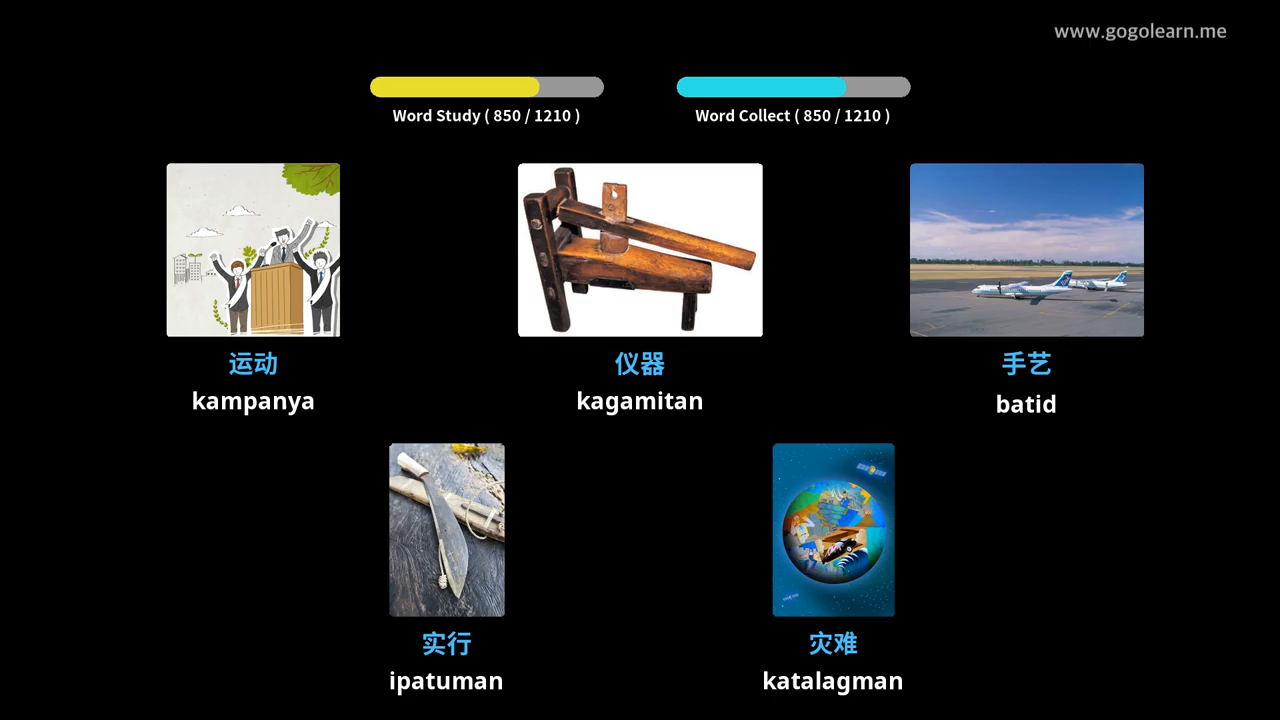 www.gogolearn.me
Word Study ( 850 / 1210 )
Word Collect ( 850 / 1210 )
运动
kampanya
仪器
kagamitan
手艺
batid
实行
ipatuman
灾难
katalagman